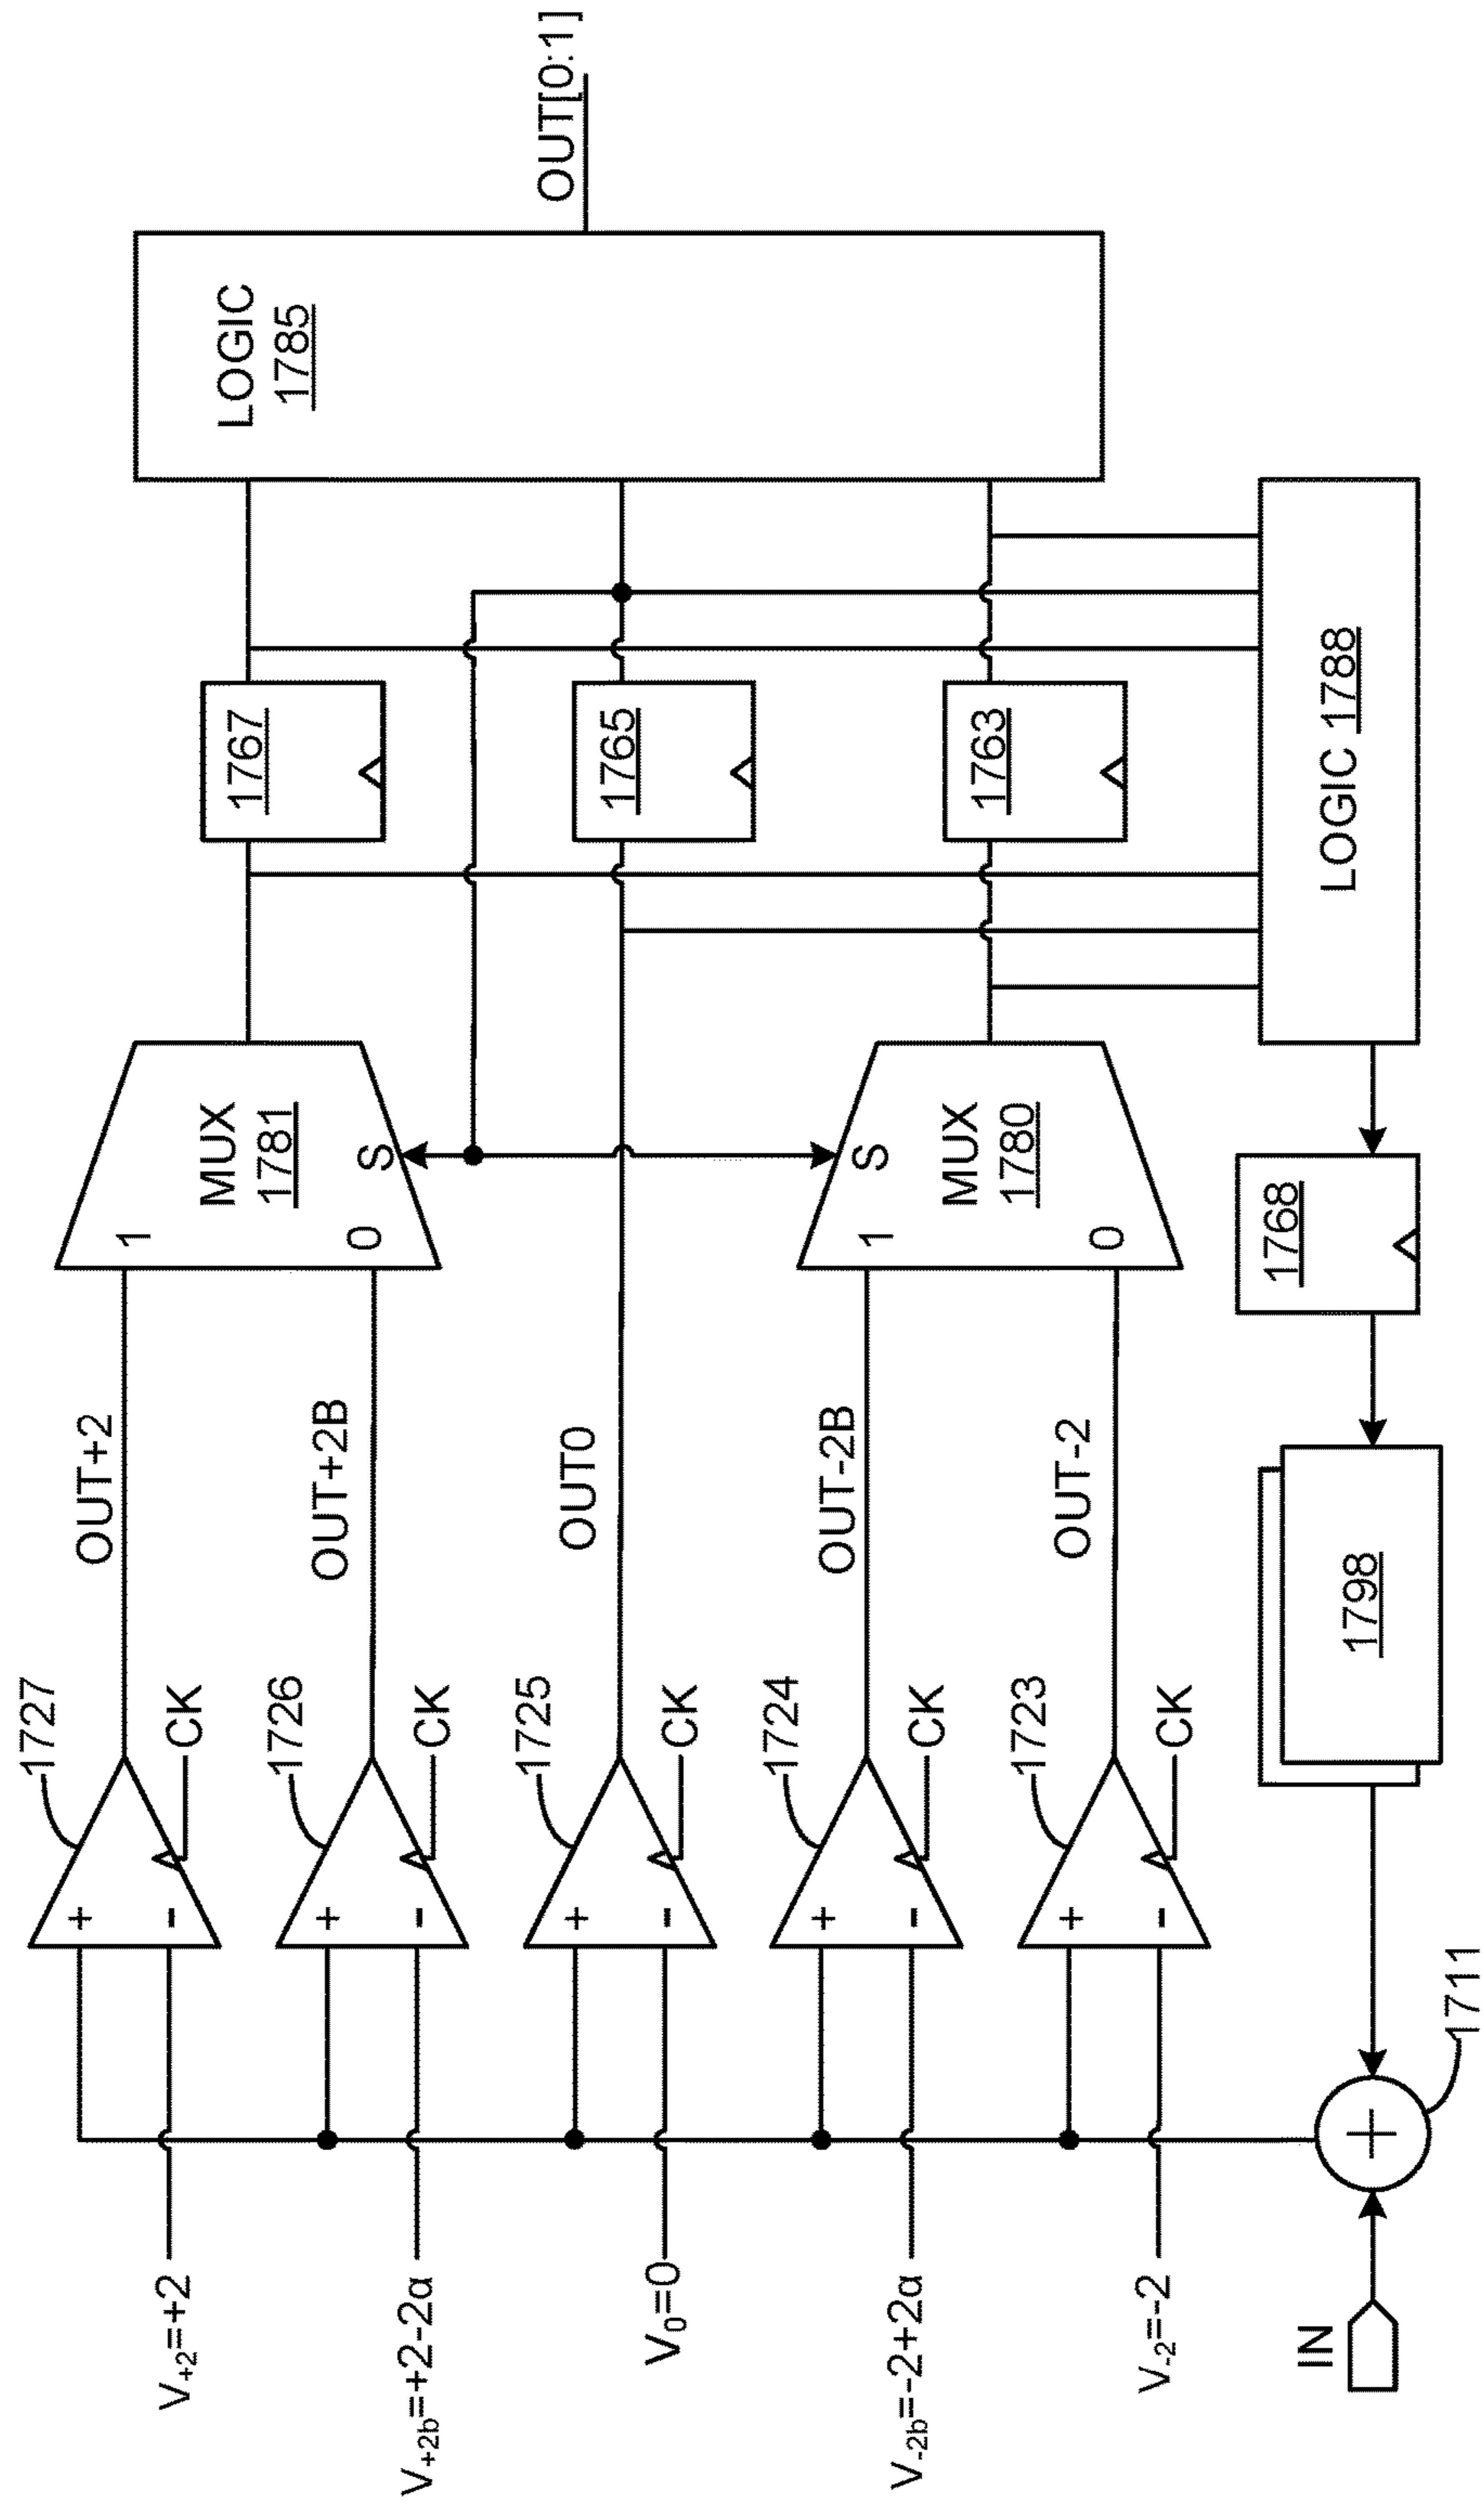 V+2=+2
1727
+
-
CK
OUT+2
V+2b=+2-2α
1726
+
-
CK
OUT+2B
1
0
S
MUX
1781
1767
V0=0
1725
+
-
CK
OUT0
1765
V-2b=-2+2α
1724
+
-
CK
OUT-2B
V-2=-2
1723
+
-
CK
OUT-2
1
0
S
MUX
1780
1763
LOGIC
1785
OUT[0:1]
IN
+
1711
1798
1768
LOGIC 1788